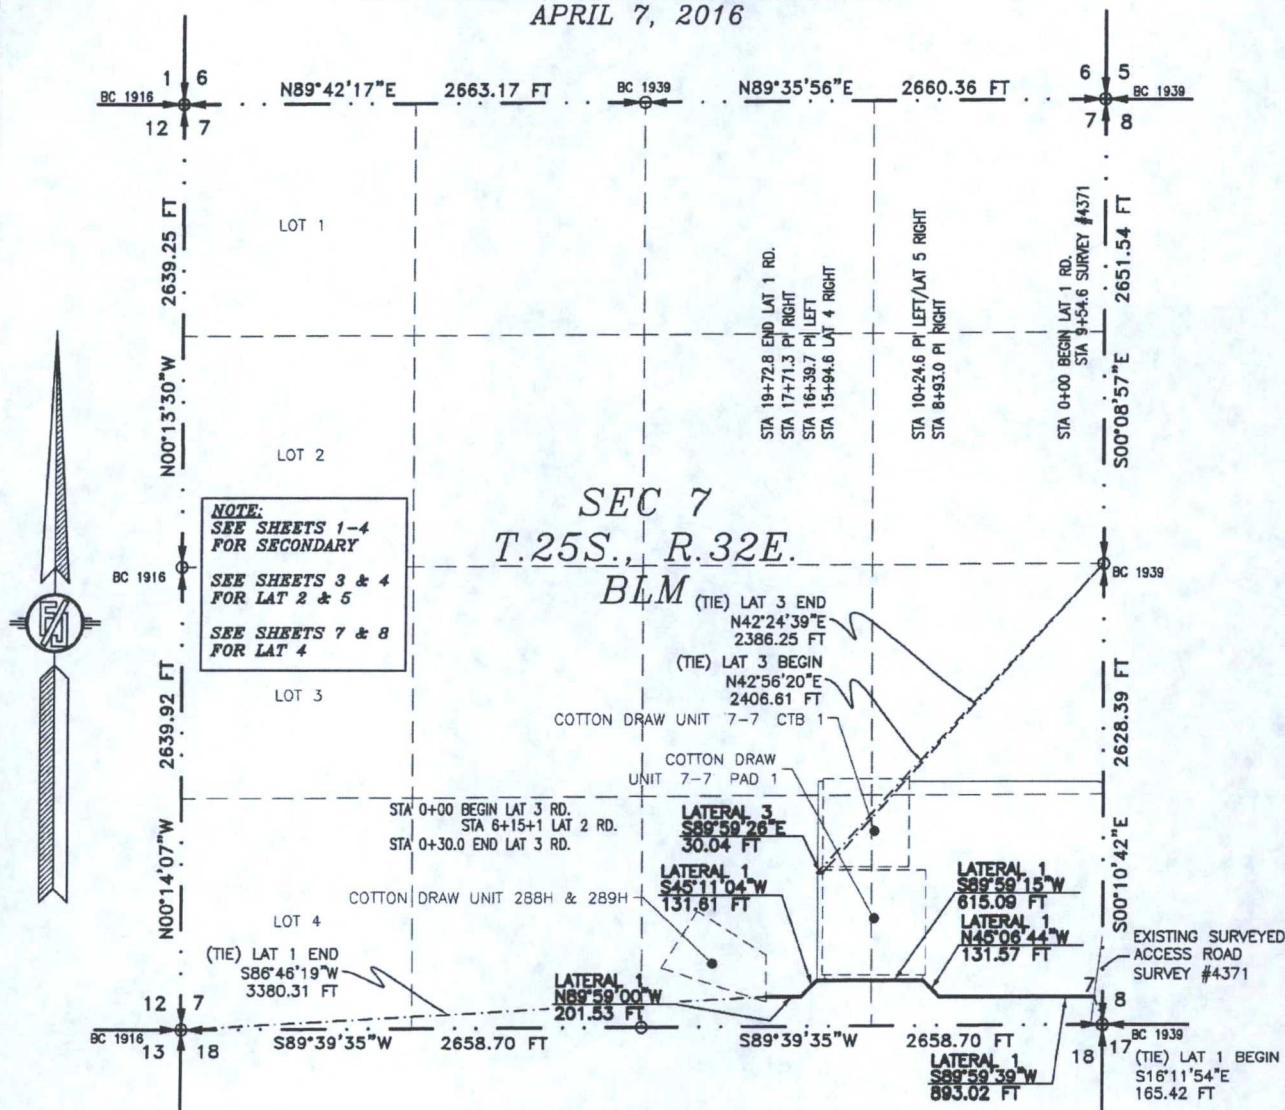 APRIL 7, 2016
1 6
BC 1916
12 7
N89°42'17"E 2663.17 FT
BC 1939
N89°35'56"E 2660.36 FT
6 5
BC 1939
7 8
2639.25 FT
N00°13'30"W
LOT 1
LOT 2
STA 19+72.8 END LAT 1 RD.
STA 17+71.3 PI RIGHT
STA 16+39.7 PI LEFT
STA 15+94.6 LAT 4 RIGHT
STA 10+24.6 PI LEFT/LAT 5 RIGHT
STA 8+93.0 PI RIGHT
STA 0+00 BEGIN LAT 1 RD.
STA 9+54.6 SURVEY #4371
2651.54 FT
S00°08'57"E
NOTE:
SEE SHEETS 1-4
FOR SECONDARY
SEE SHEETS 3 & 4
FOR LAT 2 & 5
SEE SHEETS 7 & 8
FOR LAT 4
SEC 7
T.25S., R.32E.
BLM
BC 1916
BC 1939
(TIE) LAT 3 END
N42°24'39"E
2386.25 FT
(TIE) LAT 3 BEGIN
N42°56'20"E
2406.61 FT
COTTON DRAW UNIT 7-7 CTB 1
COTTON DRAW
UNIT 7-7 PAD 1
2639.92 FT
N00°14'07"W
LOT 3
2628.39 FT
S00°10'42"E
STA 0+00 BEGIN LAT 3 RD.
STA 6+15+1 LAT 2 RD.
STA 0+30.0 END LAT 3 RD.
LATERAL 3
S89°59'26"E
30.04 FT
LATERAL 1
S45°11'04"W
131.61 FT
LATERAL 1
S89°59'15"W
615.09 FT
LATERAL 1
N45°06'44"W
131.57 FT
COTTON DRAW UNIT 288H & 289H
LOT 4
(TIE) LAT 1 END
S86°46'19"W
3380.31 FT
LATERAL 1
N89°59'00"W
201.53 FT
EXISTING SURVEYED
ACCESS ROAD
SURVEY #4371
12 7
BC 1916
13 18
S89°39'35"W 2658.70 FT
S89°39'35"W 2658.70 FT
7 8
18 17
BC 1939
LATERAL 1
S89°59'39"W
893.02 FT
(TIE) LAT 1 BEGIN
S16°11'54"E
165.42 FT